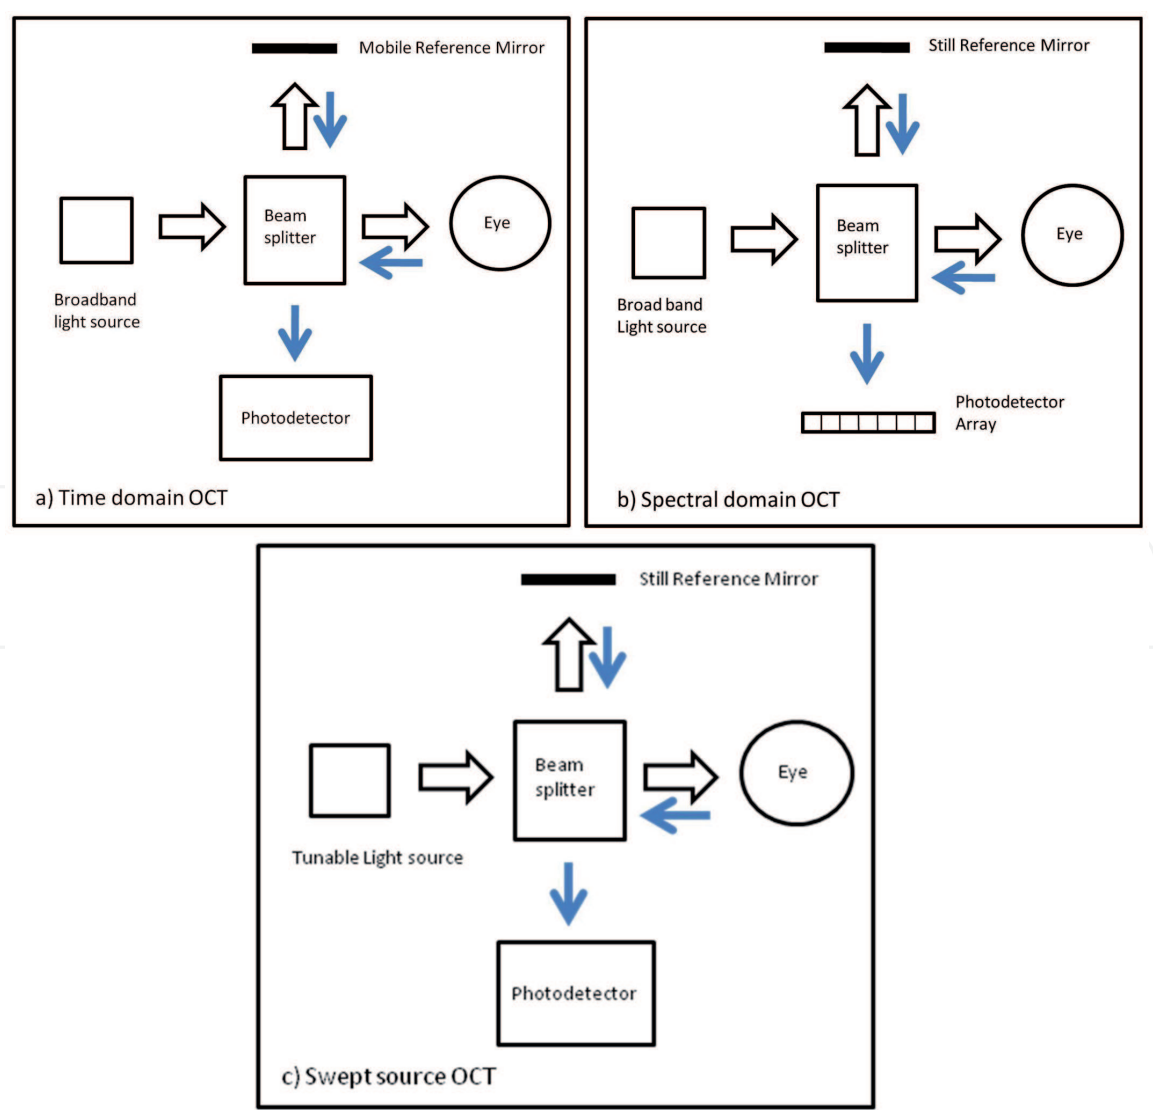 Mobile Reference Mirror
Beam
splitter
Eye
Broadband
light source
Photodetector
a) Time domain OCT
Still Reference Mirror
Beam
splitter
Eye
Broad band
Light source
Photodetector
Array
b) Spectral domain OCT
Still Reference Mirror
Beam
splitter
Eye
Tunable Light source
Photodetector
c) Swept source OCT